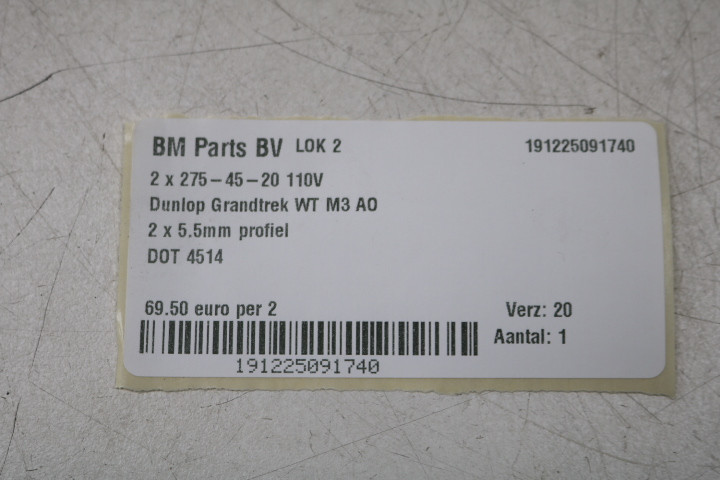 BM Parts BV LOK 2 191225091740
2 x 275-45-20 110V
Dunlop Grandtrek WT M3 AO
2 x 5.5mm profiel
DOT 4514
69.50 euro per 2 Verz: 20
Aantal: 1
191225091740